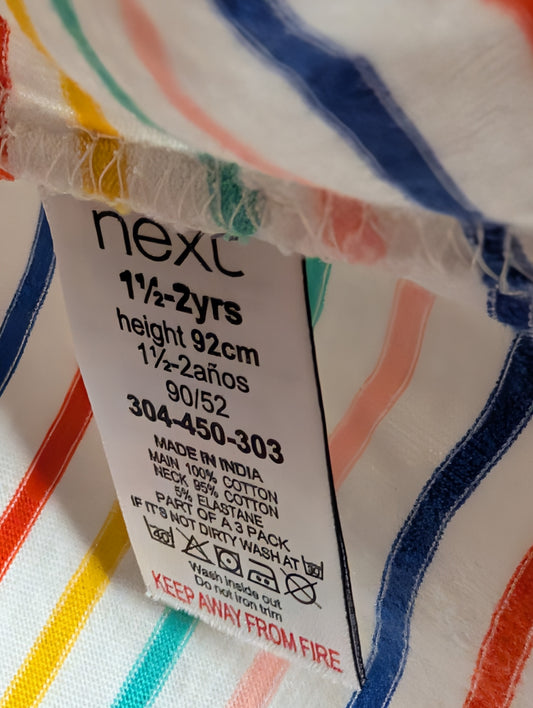 next
1½-2yrs
height 92cm
1½-2años
90/52
304-450-303
MADE IN INDIA
MAIN 100% COTTON
NECK 95% COTTON
5% ELASTANE
PART OF A 3 PACK
IF IT'S NOT DIRTY WASH AT 30
Wash inside out
Do not iron trim
KEEP AWAY FROM FIRE